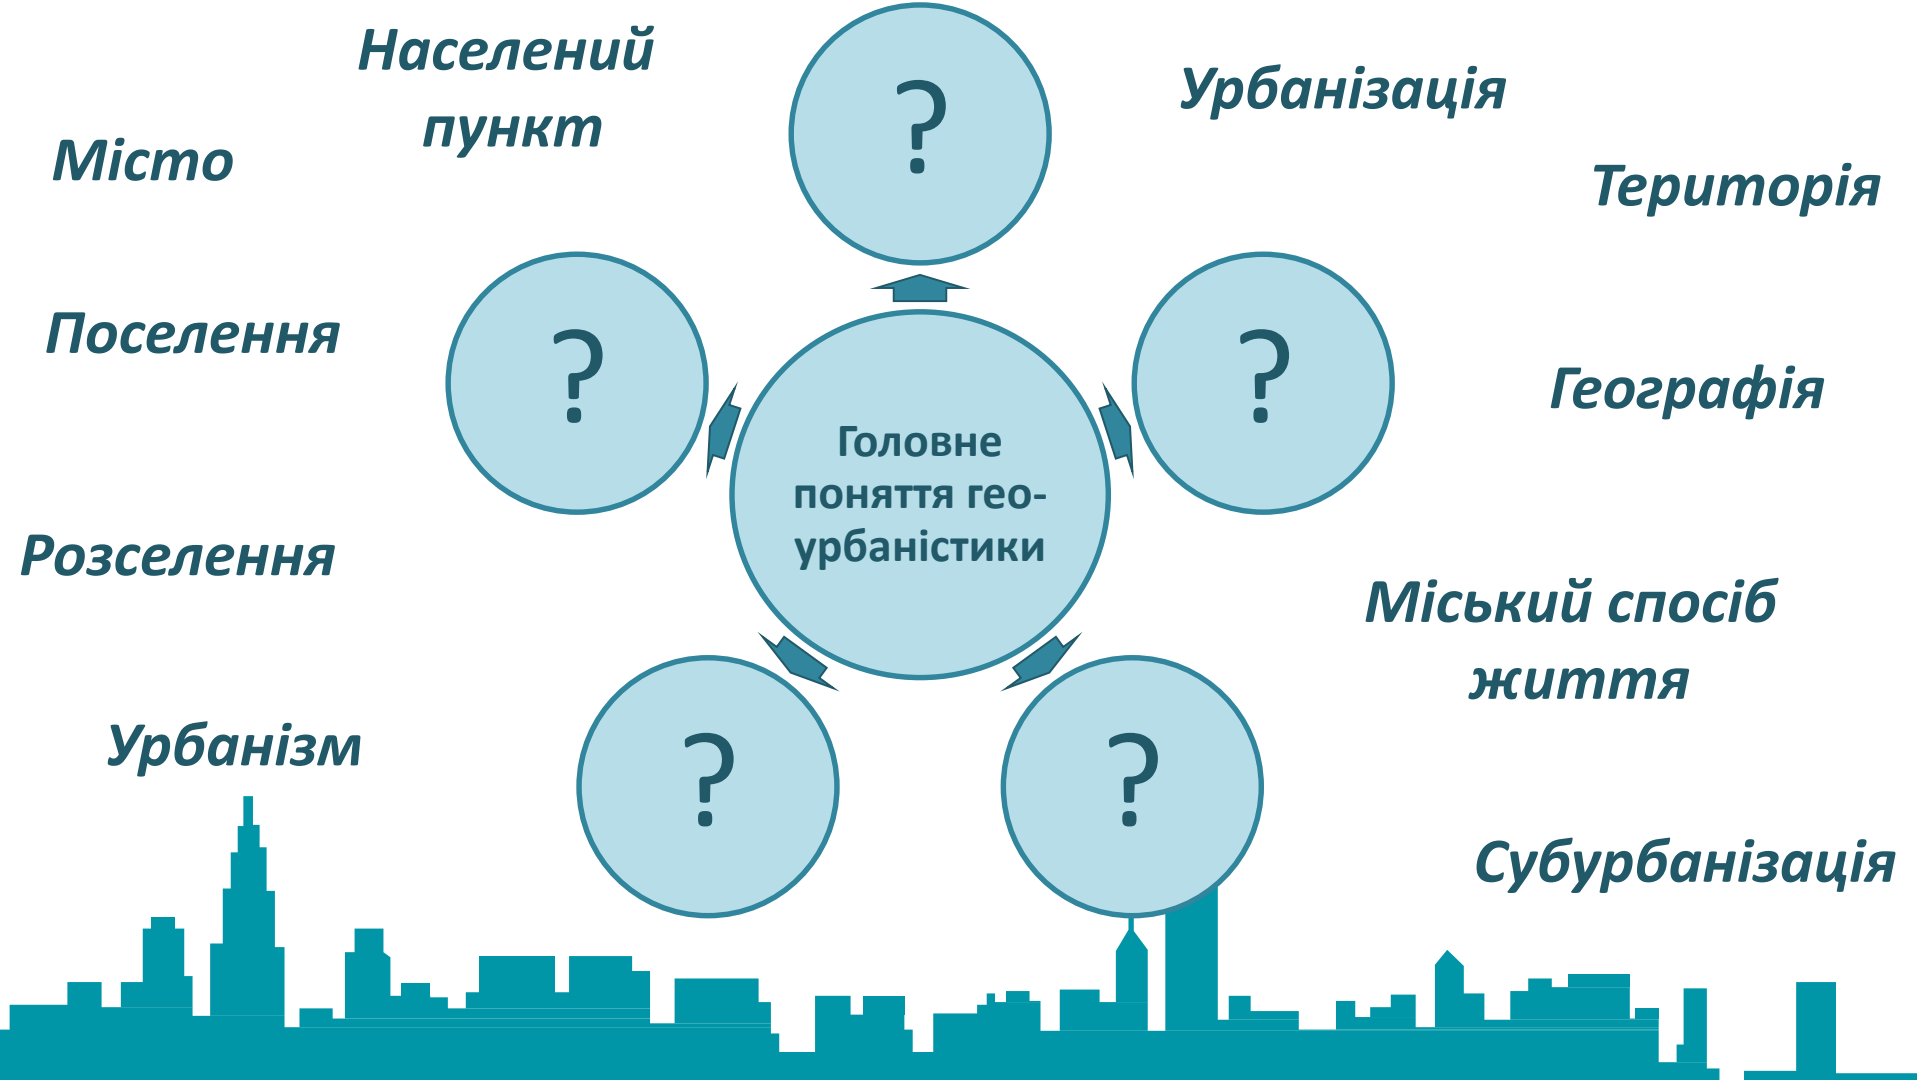 Населений
пункт
Місто
Поселення
Розселення
Урбанізм
?
?
?
?
?
Головне
поняття гео-
урбаністики
Урбанізація
Територія
Географія
Міський спосіб
життя
Субурбанізація